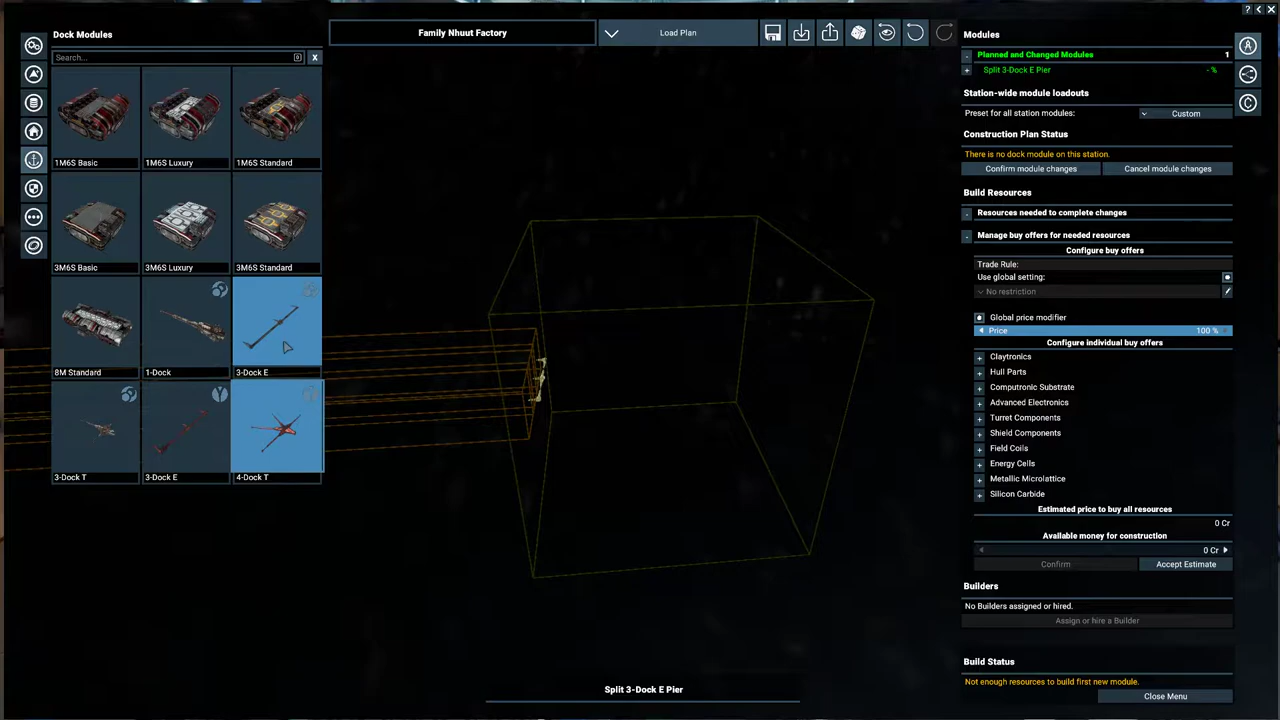 Dock Modules
Search...
x
1M6S Basic
1M6S Luxury
1M6S Standard
3M6S Basic
3M6S Luxury
3M6S Standard
8M Standard
1-Dock
3-Dock E
3-Dock T
3-Dock E
4-Dock T
Family Nhuut Factory
Load Plan
Split 3-Dock E Pier
Modules
- Planned and Changed Modules 1
+ Split 3-Dock E Pier - %
Station-wide module loadouts
Preset for all station modules: Custom
Construction Plan Status
There is no dock module on this station.
Confirm module changes Cancel module changes
Build Resources
- Resources needed to complete changes
- Manage buy offers for needed resources
Configure buy offers
Trade Rule:
Use global setting:
No restriction
Global price modifier
Price 100 %
Configure individual buy offers
+ Claytronics
+ Hull Parts
+ Computronic Substrate
+ Advanced Electronics
+ Turret Components
+ Shield Components
+ Field Coils
+ Energy Cells
+ Metallic Microlattice
+ Silicon Carbide
Estimated price to buy all resources
0 Cr
Available money for construction
0 Cr
Confirm Accept Estimate
Builders
No Builders assigned or hired.
Assign or hire a Builder
Build Status
Not enough resources to build first new module.
Close Menu